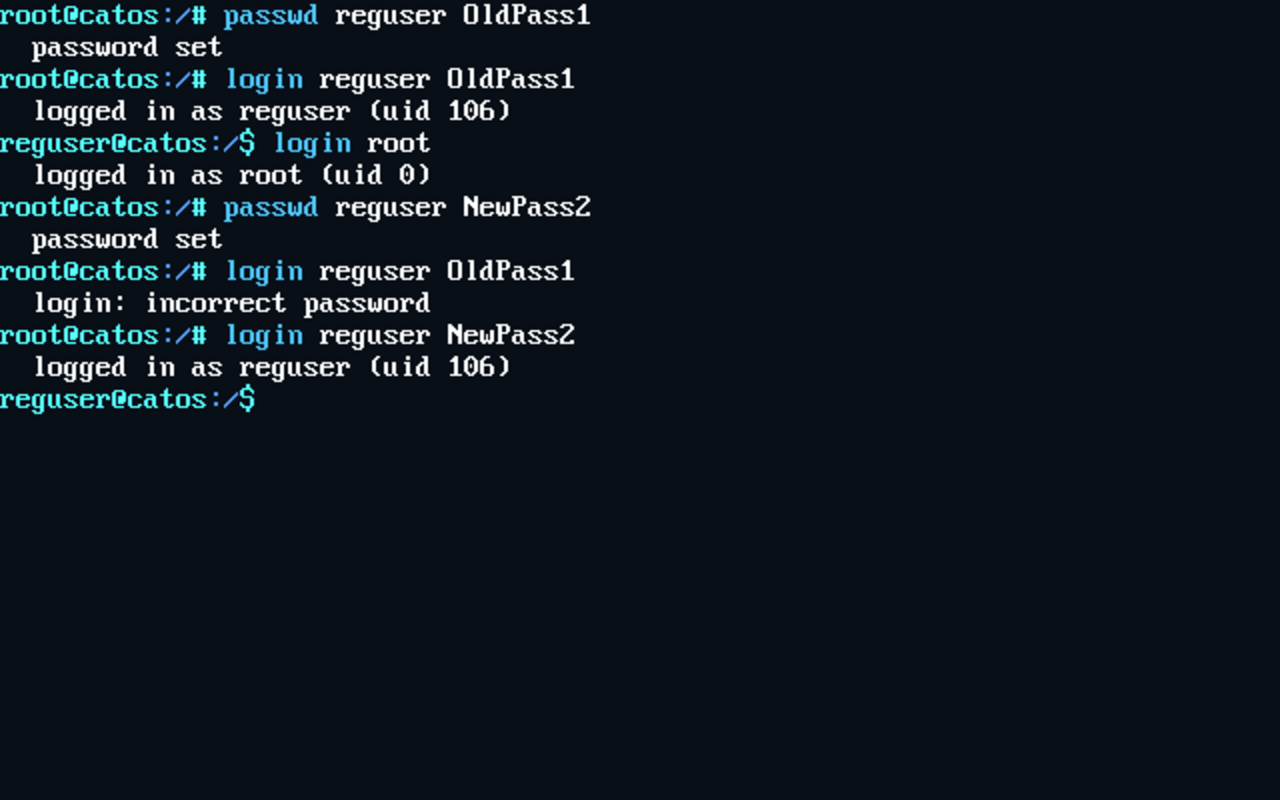 root@catos:/# passwd reguser OldPass1
password set
root@catos:/# login reguser OldPass1
logged in as reguser (uid 106)
reguser@catos:/$ login root
logged in as root (uid 0)
root@catos:/# passwd reguser NewPass2
password set
root@catos:/# login reguser OldPass1
login: incorrect password
root@catos:/# login reguser NewPass2
logged in as reguser (uid 106)
reguser@catos:/$